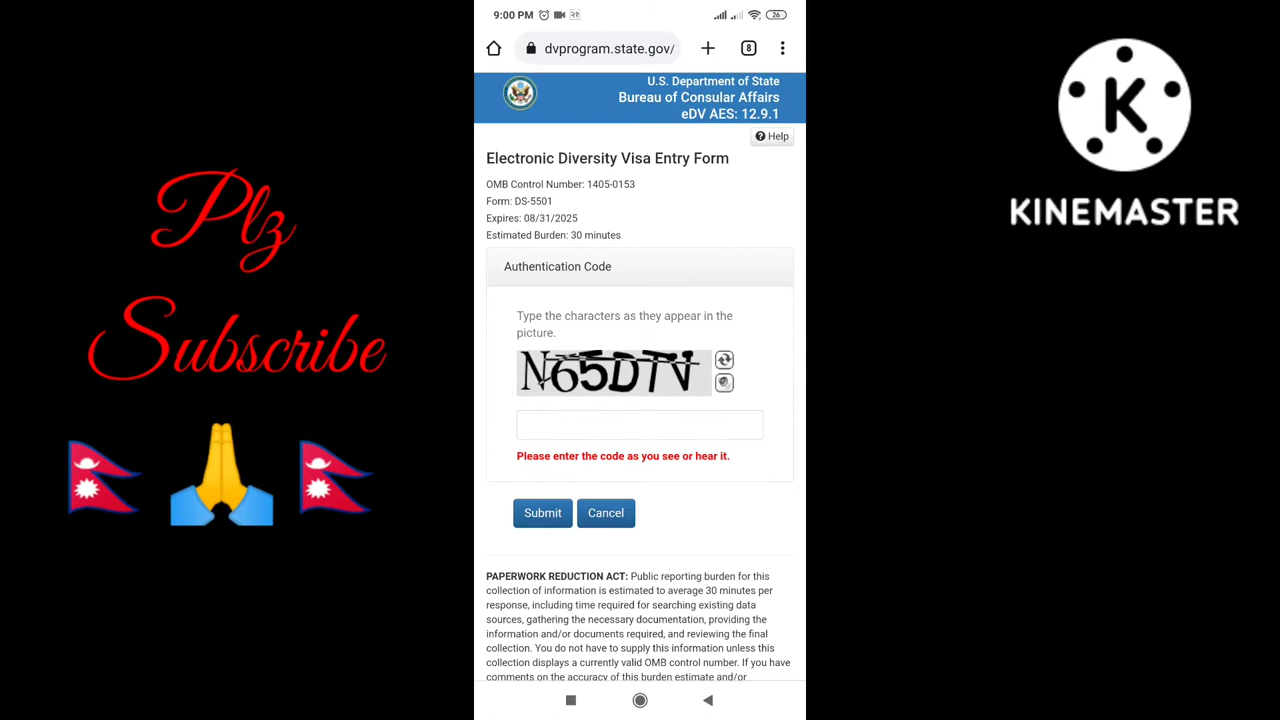 Plz
Subscribe
9:00 PM 26
dvprogram.state.gov/ 8
U.S. Department of State
Bureau of Consular Affairs
eDV AES: 12.9.1
Help
Electronic Diversity Visa Entry Form
OMB Control Number: 1405-0153
Form: DS-5501
Expires: 08/31/2025
Estimated Burden: 30 minutes
Authentication Code
Type the characters as they appear in the
picture.
N65DTV
Please enter the code as you see or hear it.
Submit Cancel
PAPERWORK REDUCTION ACT: Public reporting burden for this
collection of information is estimated to average 30 minutes per
response, including time required for searching existing data
sources, gathering the necessary documentation, providing the
information and/or documents required, and reviewing the final
collection. You do not have to supply this information unless this
collection displays a currently valid OMB control number. If you have
comments on the accuracy of this burden estimate and/or
K
KINEMASTER